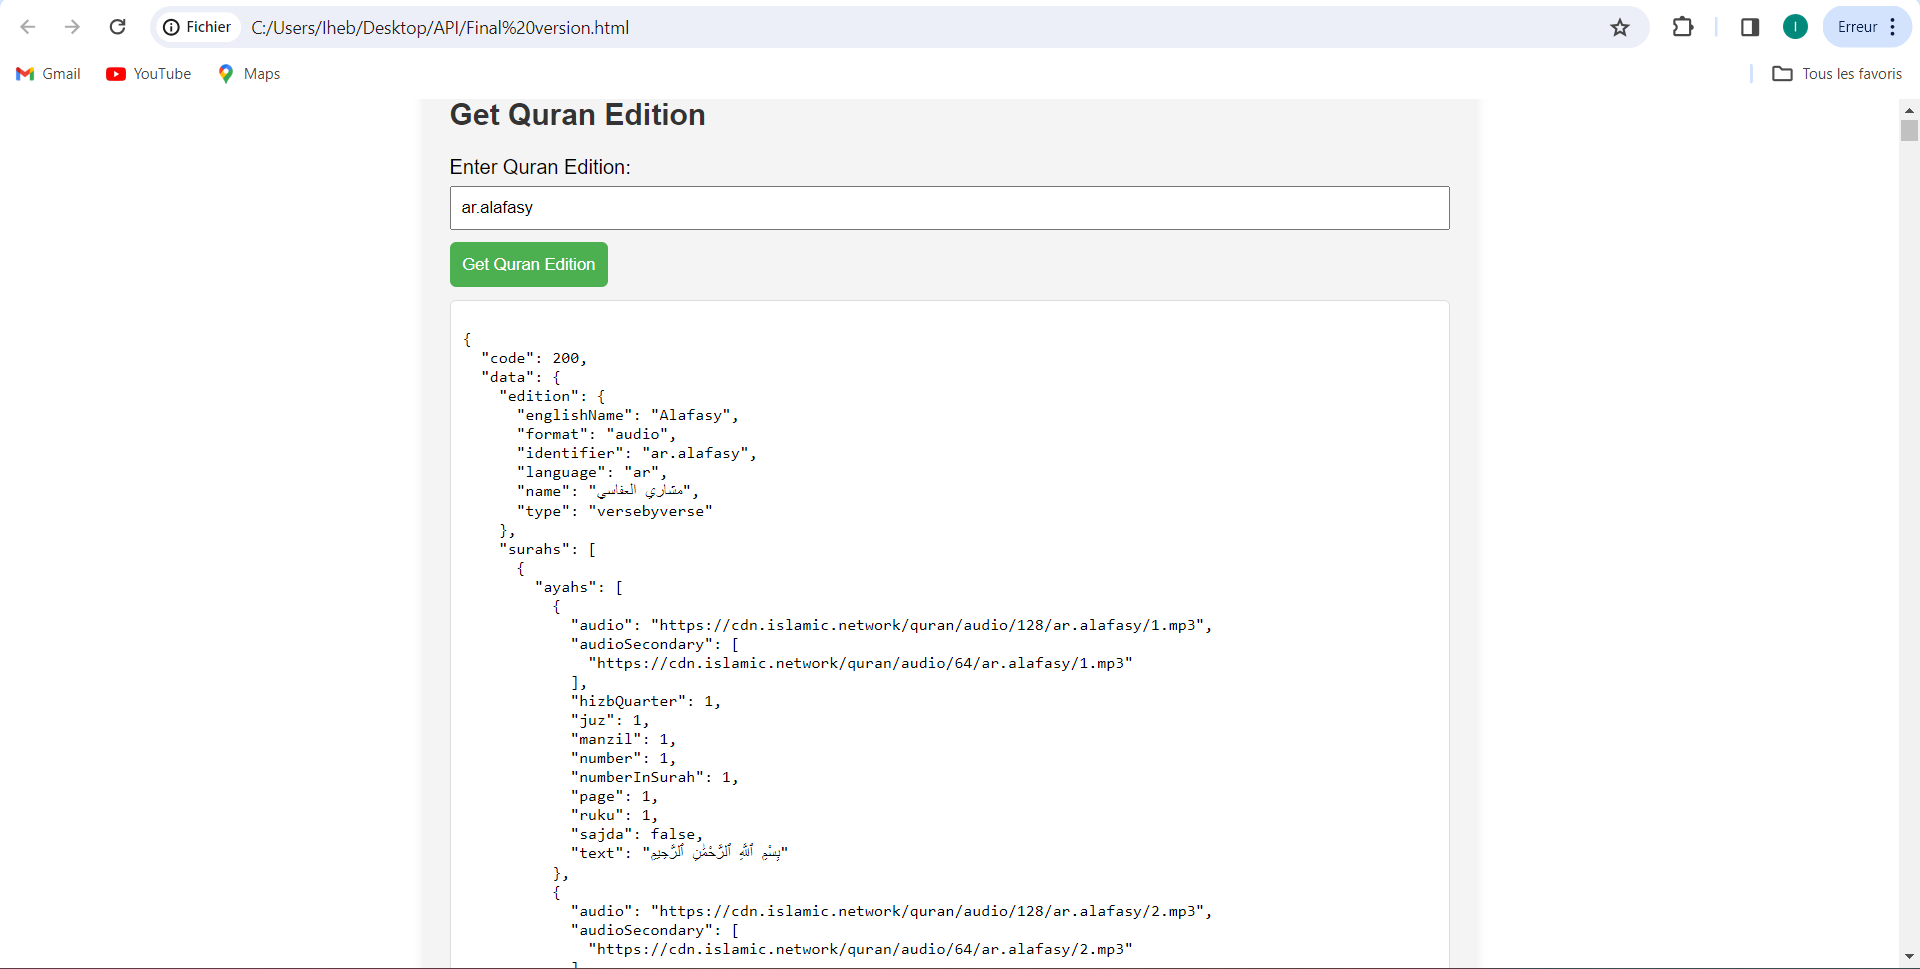 Fichier C:/Users/Iheb/Desktop/API/Final%20version.html I Erreur
Gmail YouTube Maps Tous les favoris
Get Quran Edition
Enter Quran Edition:
ar.alafasy
Get Quran Edition
{
"code": 200,
"data": {
"edition": {
"englishName": "Alafasy",
"format": "audio",
"identifier": "ar.alafasy",
"language": "ar",
"name": "مشاري العفاسي",
"type": "versebyverse"
},
"surahs": [
{
"ayahs": [
{
"audio": "https://cdn.islamic.network/quran/audio/128/ar.alafasy/1.mp3",
"audioSecondary": [
"https://cdn.islamic.network/quran/audio/64/ar.alafasy/1.mp3"
],
"hizbQuarter": 1,
"juz": 1,
"manzil": 1,
"number": 1,
"numberInSurah": 1,
"page": 1,
"ruku": 1,
"sajda": false,
"text": "بِسْمِ ٱللَّهِ ٱلرَّحْمَٰنِ ٱلرَّحِيمِ"
},
{
"audio": "https://cdn.islamic.network/quran/audio/128/ar.alafasy/2.mp3",
"audioSecondary": [
"https://cdn.islamic.network/quran/audio/64/ar.alafasy/2.mp3"